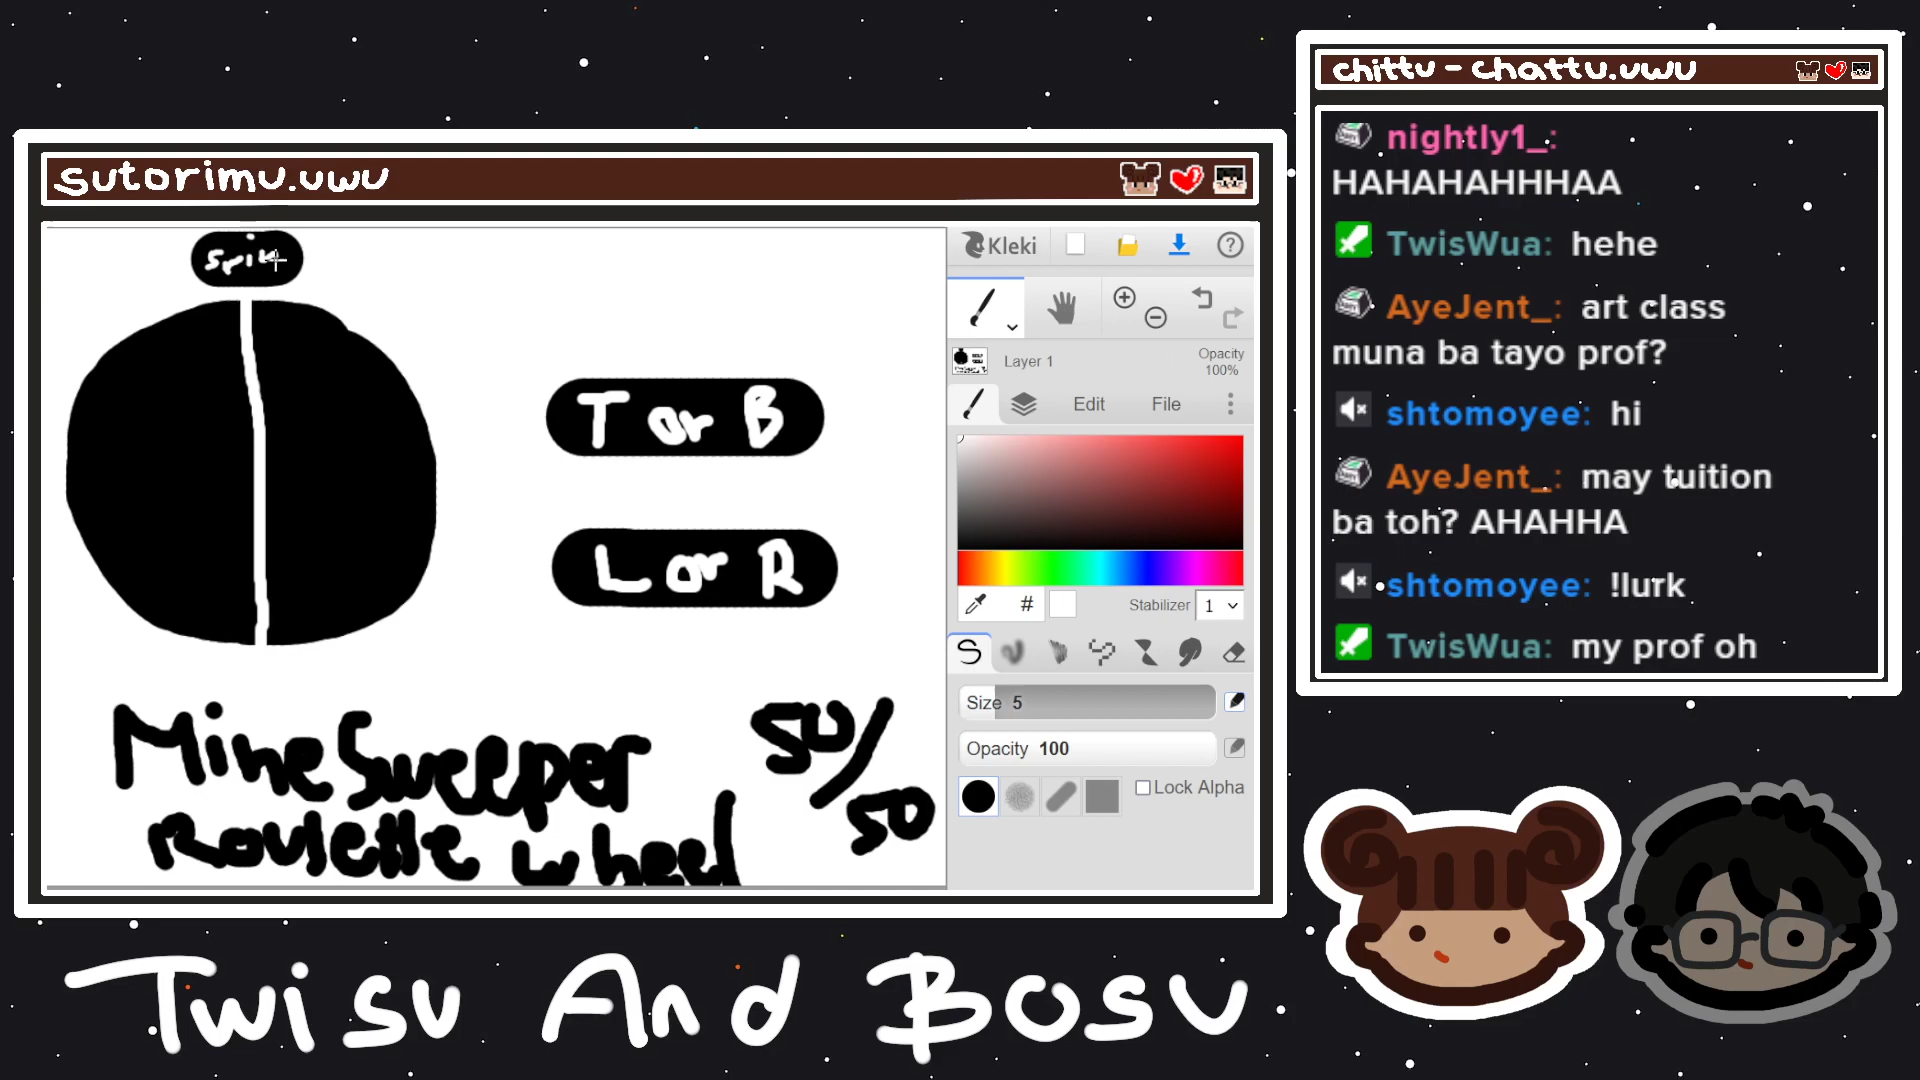 sutorimu.uwu
Spin
T or B
L or R
MineSweeper
Roulette wheel
50/
50
Kleki
?
Layer 1
Opacity
100%
Edit
File
#
Stabilizer
1
Size 5
Opacity 100
Lock Alpha
chittu - chattu.uwu
nightly1_:
HAHAHAHHHAA
TwisWua: hehe
AyeJent_: art class
muna ba tayo prof?
shtomoyee: hi
AyeJent_: may tuition
ba toh? AHAHHA
shtomoyee: !lurk
TwisWua: my prof oh
Twisu And Bosu